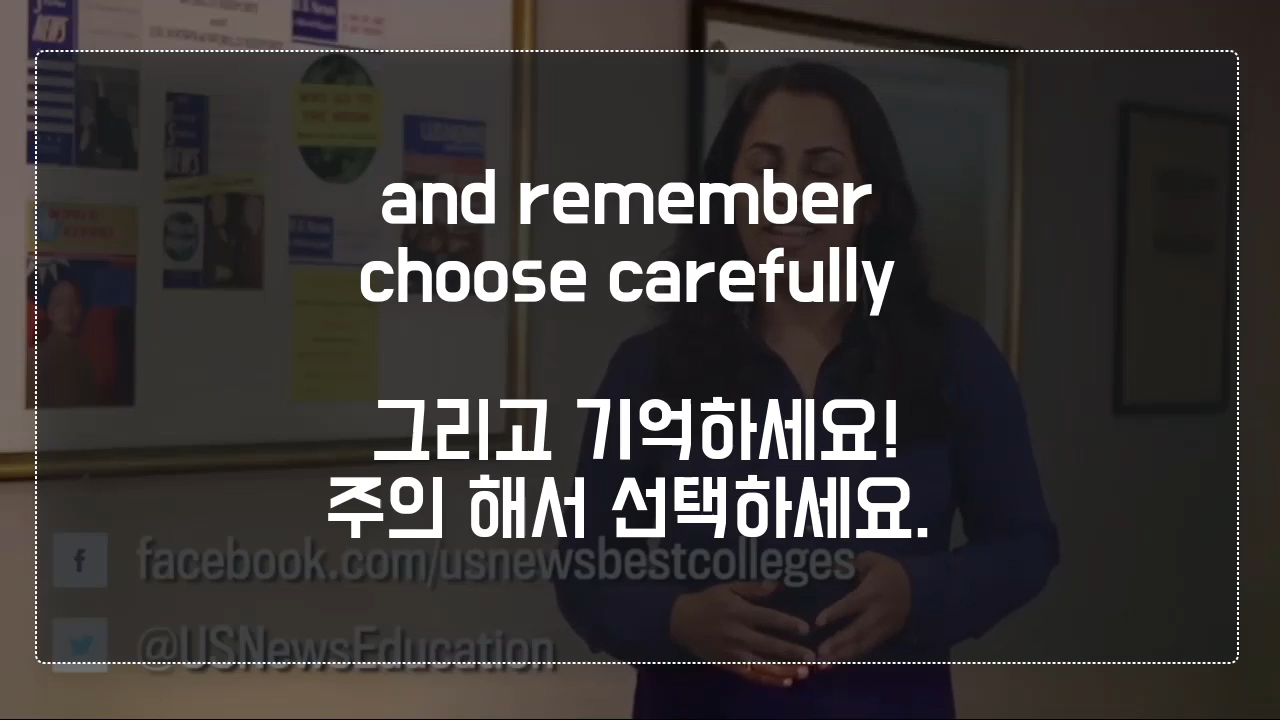 and remember
choose carefully
그리고 기억하세요!
주의 해서 선택하세요.
facebook.com/usnewsbestcolleges
@USNewsEducation